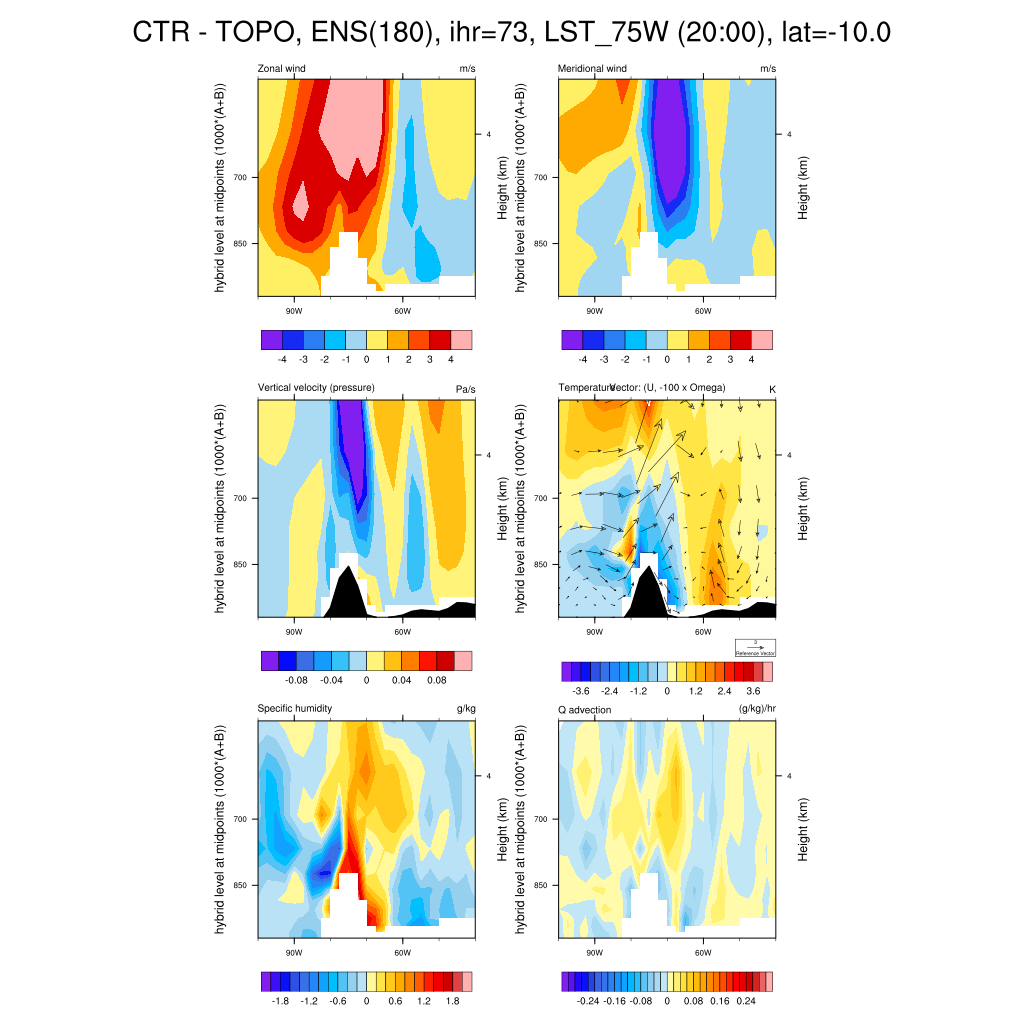 CTR - TOPO, ENS(180), ihr=73, LST_75W (20:00), lat=-10.0
Zonal wind m/s
hybrid level at midpoints (1000*(A+B))
700
850
4
Height (km)
90W 60W
-4 -3 -2 -1 0 1 2 3 4
Meridional wind m/s
hybrid level at midpoints (1000*(A+B))
700
850
4
Height (km)
90W 60W
-4 -3 -2 -1 0 1 2 3 4
Vertical velocity (pressure) Pa/s
hybrid level at midpoints (1000*(A+B))
700
850
4
Height (km)
90W 60W
-0.08 -0.04 0 0.04 0.08
Temperature Vector: (U, -100 x Omega) K
hybrid level at midpoints (1000*(A+B))
700
850
4
Height (km)
90W 60W
3
Reference Vector
-3.6 -2.4 -1.2 0 1.2 2.4 3.6
Specific humidity g/kg
hybrid level at midpoints (1000*(A+B))
700
850
4
Height (km)
90W 60W
-1.8 -1.2 -0.6 0 0.6 1.2 1.8
Q advection (g/kg)/hr
hybrid level at midpoints (1000*(A+B))
700
850
4
Height (km)
90W 60W
-0.24 -0.16 -0.08 0 0.08 0.16 0.24